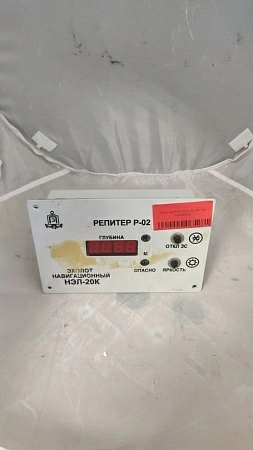 РЕПИТЕР Р-02
ГЛУБИНА
М
ОТКЛ ЗС
ОПАСНО
ЯРКОСТЬ
ЭХОЛОТ
НАВИГАЦИОННЫЙ
НЭЛ-20К